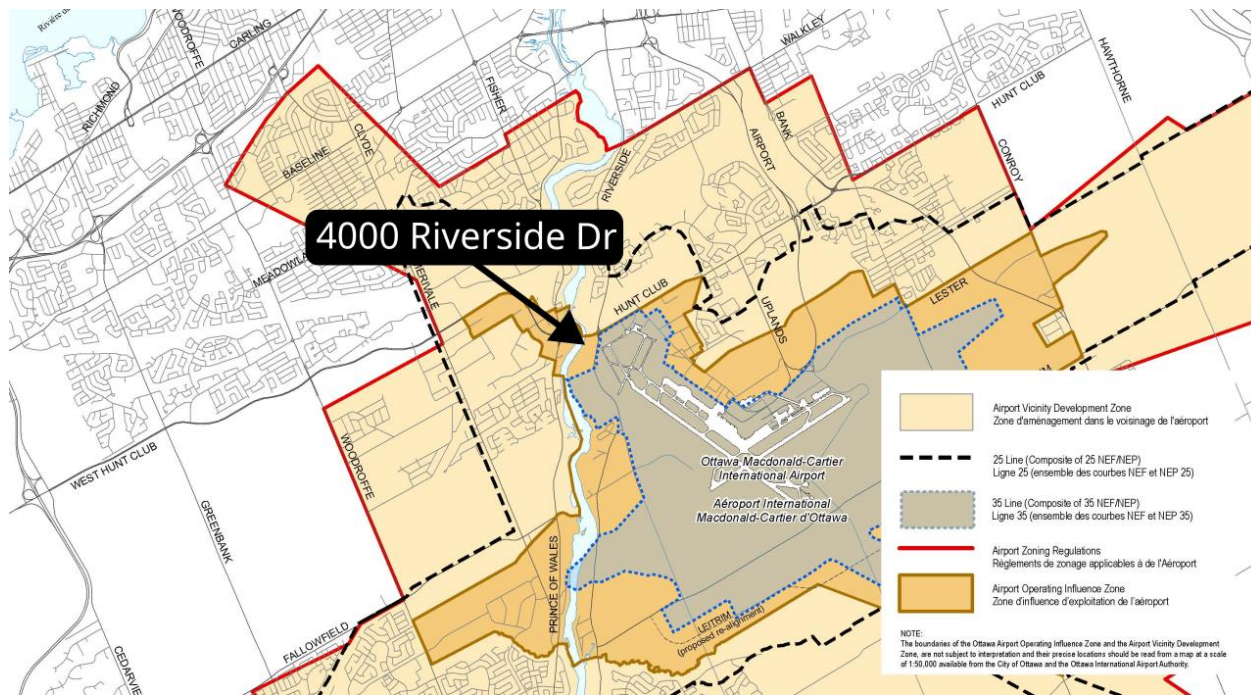 Rivière d
WOODROFFE
CARLING
RICHMOND
FISHER
WALKLEY
HAWTHORNE
HUNT CLUB
BANK
CLYDE
BASELINE
AIRPORT
CONROY
RIVERSIDE
4000 Riverside Dr
MEADOWLA
MERIVALE
HUNT CLUB
LESTER
UPLANDS
WOODROFFE
WEST HUNT CLUB
GREENBANK
Ottawa Macdonald-Cartier
International Airport
Aéroport International
Macdonald-Cartier d'Ottawa
PRINCE OF WALES
LEITRIM
(proposed re-alignment)
FALLOWFIELD
CEDARVIE
Airport Vicinity Development Zone
Zone d'aménagement dans le voisinage de l'aéroport
25 Line (Composite of 25 NEF/NEP)
Ligne 25 (ensemble des courbes NEF et NEP 25)
35 Line (Composite of 35 NEF/NEP)
Ligne 35 (ensemble des courbes NEF et NEP 35)
Airport Zoning Regulations
Règlements de zonage applicables à de l'Aéroport
Airport Operating Influence Zone
Zone d'influence d'exploitation de l'aéroport
NOTE:
The boundaries of the Ottawa Airport Operating Influence Zone and the Airport Vicinity Development
Zone, are not subject to interpretation and their precise locations should be read from a map at a scale
of 1:50,000 available from the City of Ottawa and the Ottawa International Airport Authority.